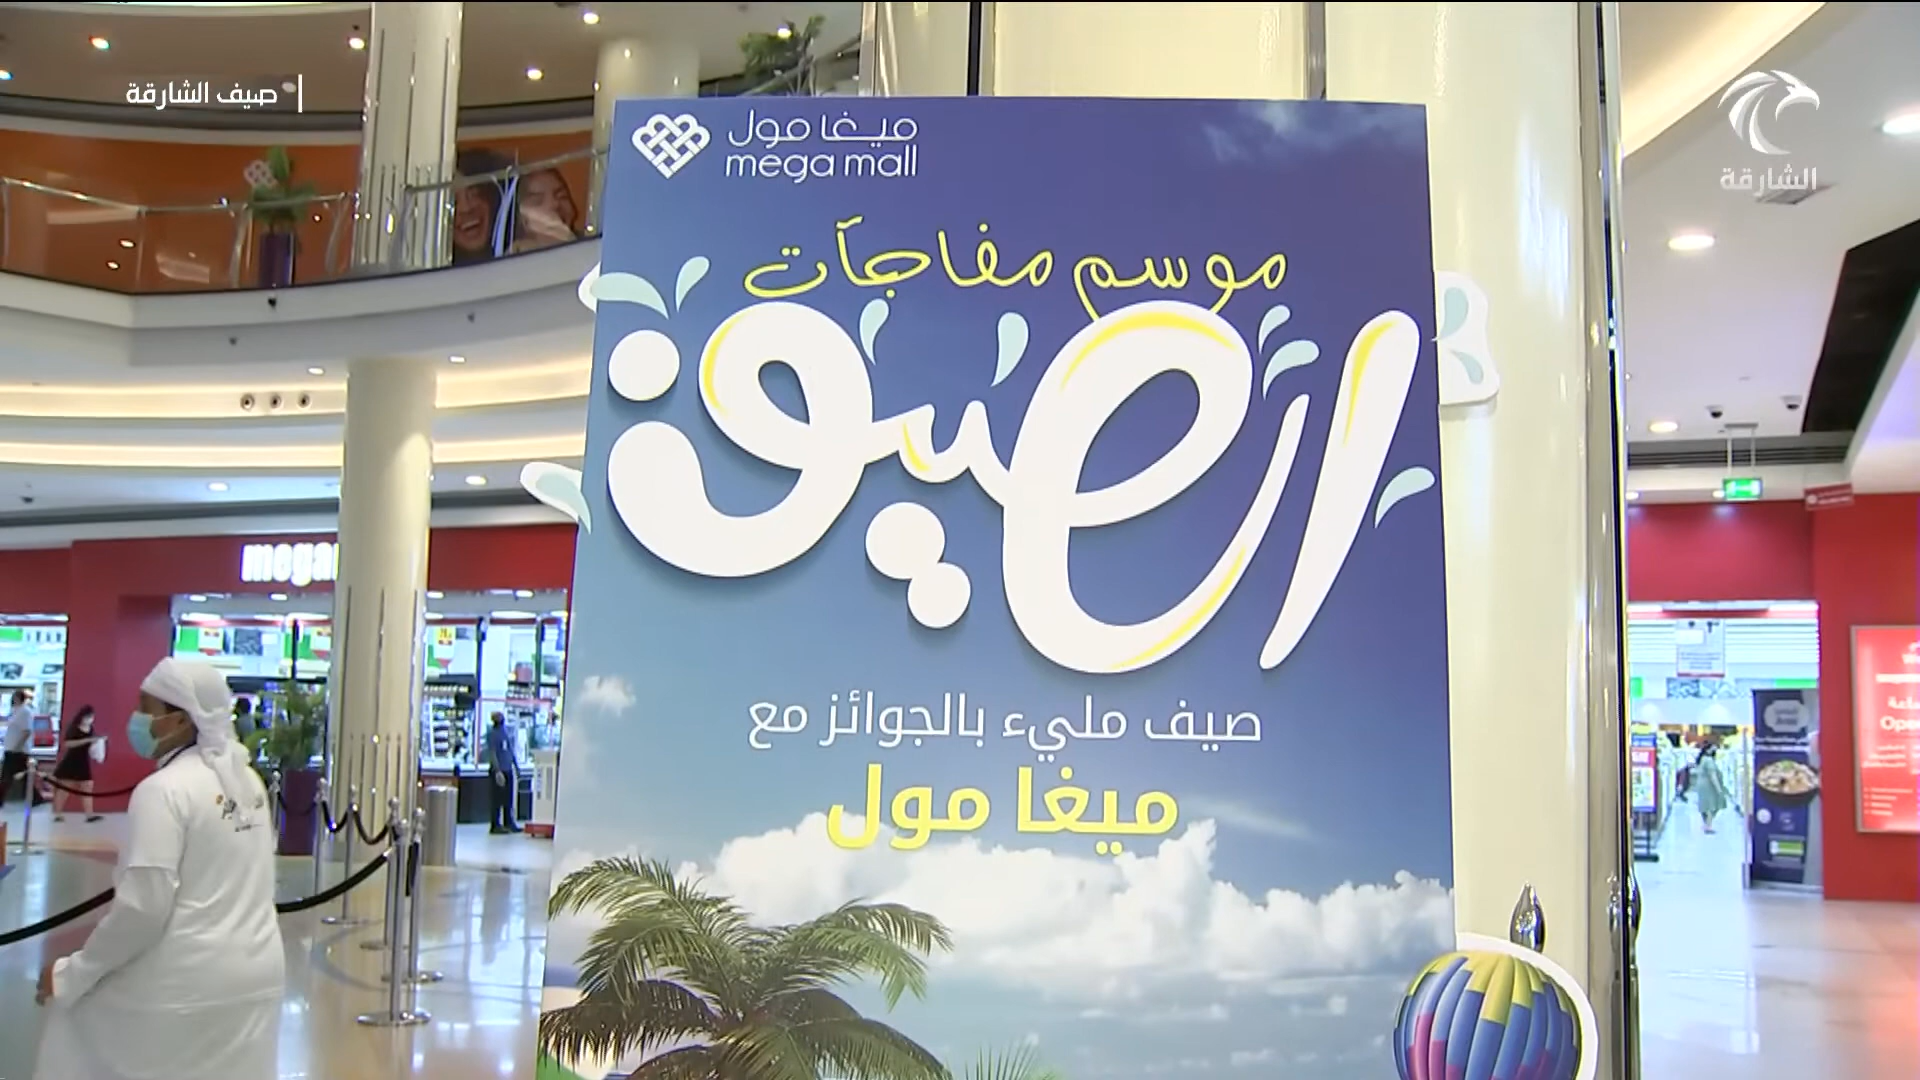 صيف الشارقة
الشارقة
ميغا مول
mega mall
موسم مفاجآت
الصيف
صيف مليء بالجوائز مع
ميغا مول